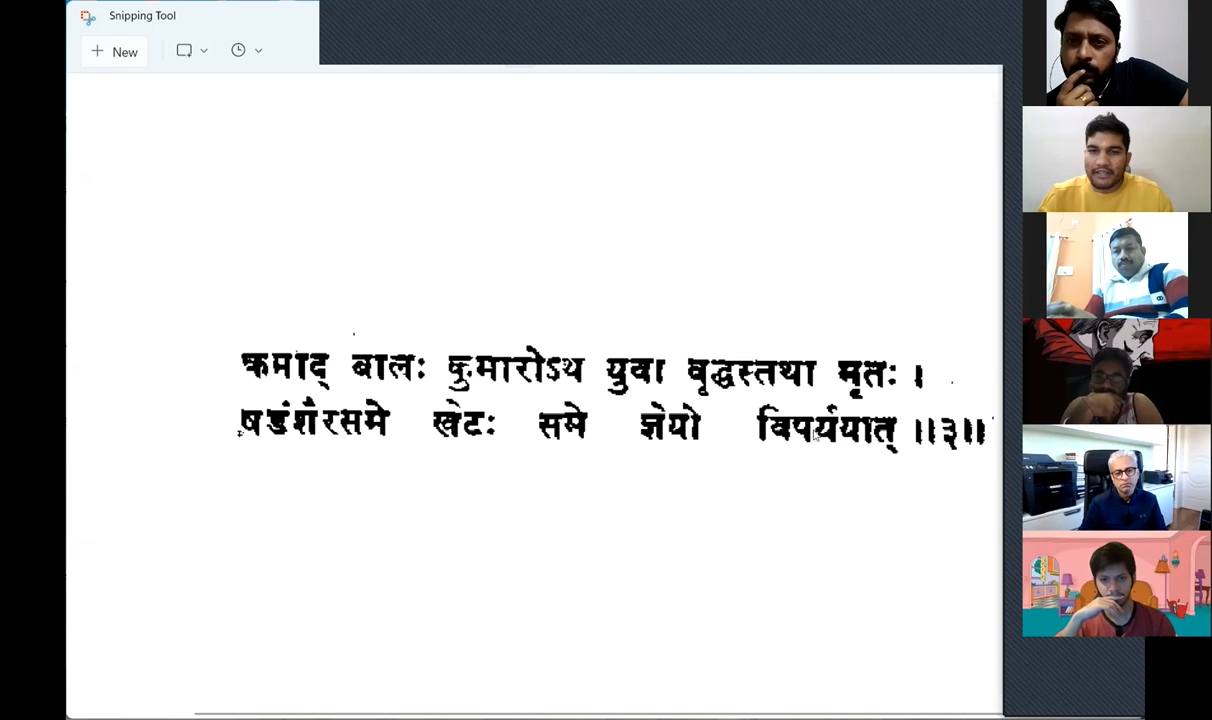 Snipping Tool
New
क्रमाद् बालः कुमारोऽथ युवा वृद्धस्तथा मृतः ।
षडंशैरसमे खेटः समे ज्ञेयो विपर्ययात् ॥३॥